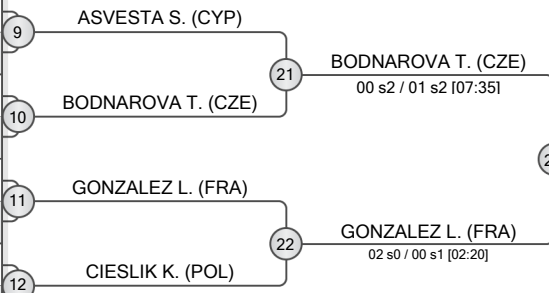 9
ASVESTA S. (CYP)
21
BODNAROVA T. (CZE)
00 s2 / 01 s2 [07:35]
10
BODNAROVA T. (CZE)
11
GONZALEZ L. (FRA)
22
GONZALEZ L. (FRA)
02 s0 / 00 s1 [02:20]
12
CIESLIK K. (POL)